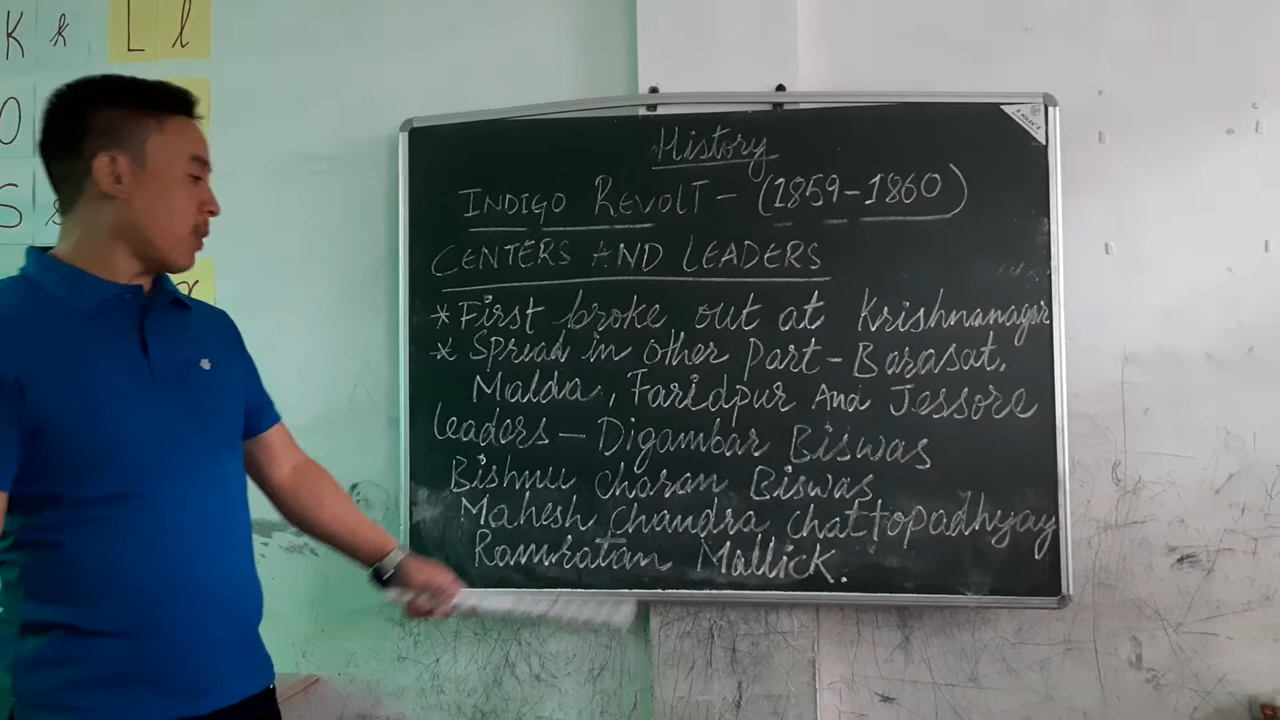 K k L l
O
S s
History
INDIGO REVOLT - (1859-1860)
CENTERS AND LEADERS
* First broke out at Krishnanagar
* Spread in other part - Barasat,
Malda, Faridpur And Jessore
leaders - Digambar Biswas
Bishnu charan Biswas
Mahesh chandra chattopadhyay
Ramratan Mallick.